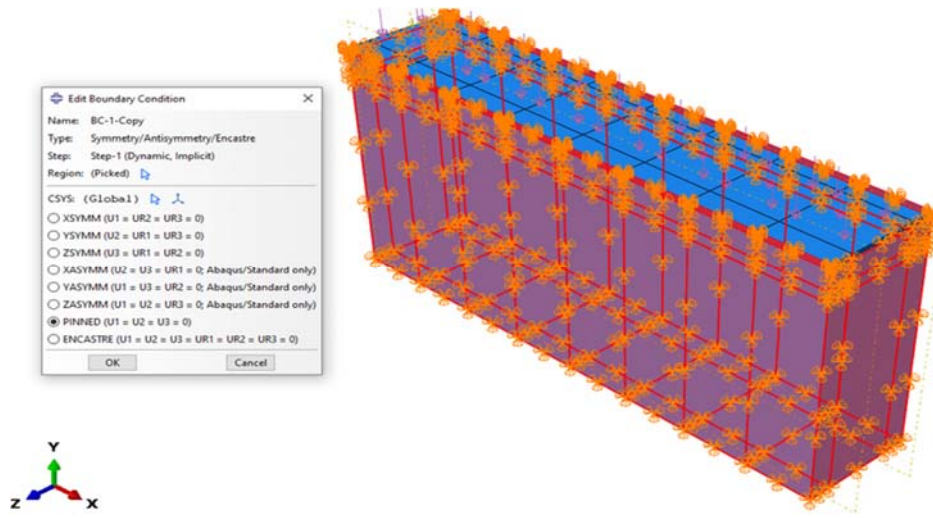 Edit Boundary Condition
Name: BC-1-Copy
Type: Symmetry/Antisymmetry/Encastre
Step: Step-1 (Dynamic, Implicit)
Region: (Picked)
CSYS: (Global)
XSYMM (U1 = UR2 = UR3 = 0)
YSYMM (U2 = UR1 = UR3 = 0)
ZSYMM (U3 = UR1 = UR2 = 0)
XASYMM (U2 = U3 = UR1 = 0; Abaqus/Standard only)
YASYMM (U1 = U3 = UR2 = 0; Abaqus/Standard only)
ZASYMM (U1 = U2 = UR3 = 0; Abaqus/Standard only)
PINNED (U1 = U2 = U3 = 0)
ENCASTRE (U1 = U2 = U3 = UR1 = UR2 = UR3 = 0)
OK Cancel
Y
Z X